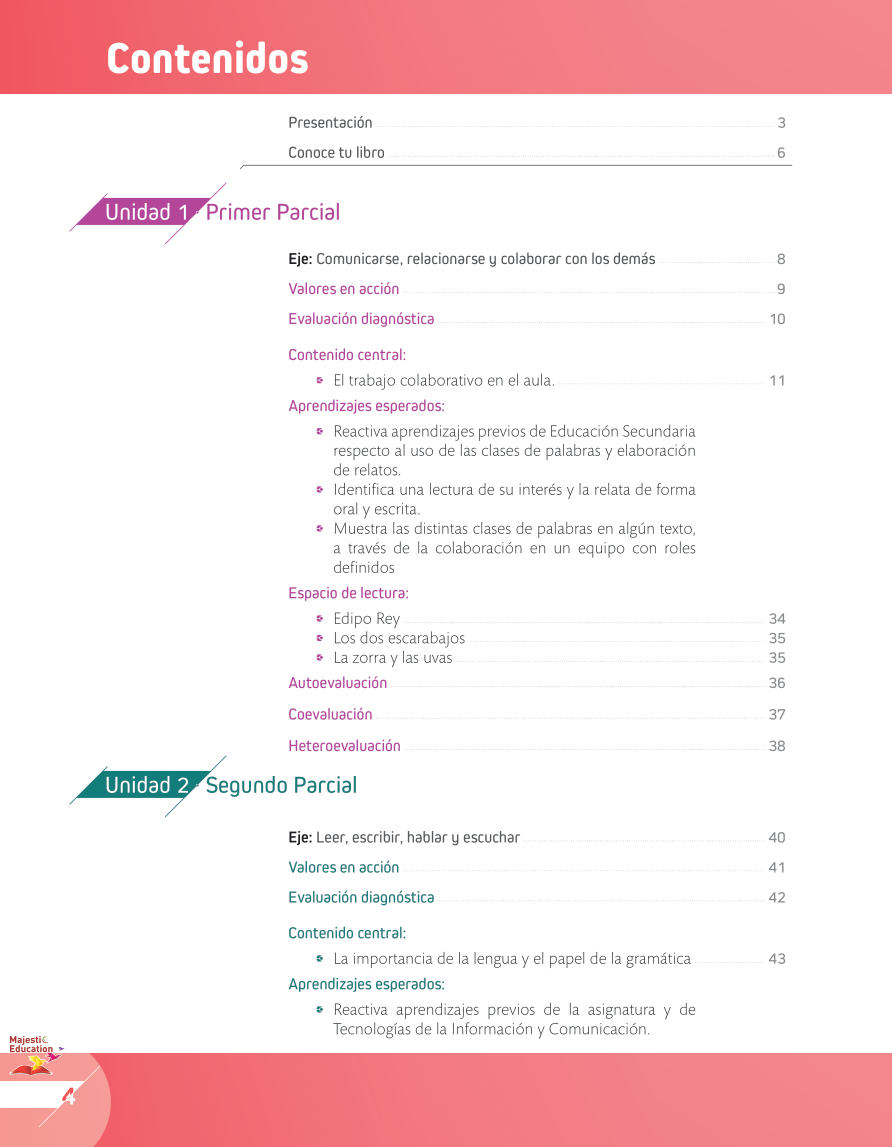 Contenidos
Presentación 3
Conoce tu libro 6
Unidad 1 Primer Parcial
Eje: Comunicarse, relacionarse y colaborar con los demás 8
Valores en acción 9
Evaluación diagnóstica 10
Contenido central:
El trabajo colaborativo en el aula. 11
Aprendizajes esperados:
Reactiva aprendizajes previos de Educación Secundaria
respecto al uso de las clases de palabras y elaboración
de relatos.
Identifica una lectura de su interés y la relata de forma
oral y escrita.
Muestra las distintas clases de palabras en algún texto,
a través de la colaboración en un equipo con roles
definidos
Espacio de lectura:
Edipo Rey 34
Los dos escarabajos 35
La zorra y las uvas 35
Autoevaluación 36
Coevaluación 37
Heteroevaluación 38
Unidad 2 Segundo Parcial
Eje: Leer, escribir, hablar y escuchar 40
Valores en acción 41
Evaluación diagnóstica 42
Contenido central:
La importancia de la lengua y el papel de la gramática 43
Aprendizajes esperados:
Reactiva aprendizajes previos de la asignatura y de
Tecnologías de la Información y Comunicación.
Majestic
Education
4